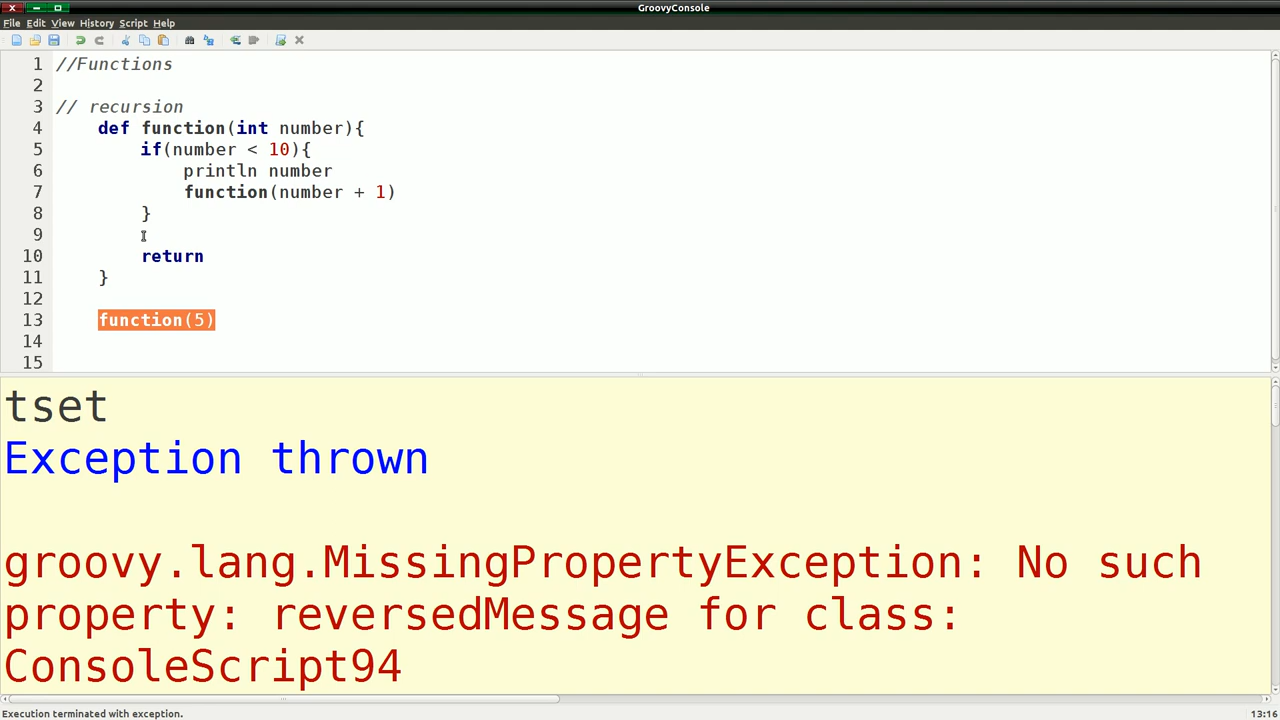 GroovyConsole
File Edit View History Script Help
1 //Functions
2
3 // recursion
4 def function(int number){
5 if(number < 10){
6 println number
7 function(number + 1)
8 }
9
10 return
11 }
12
13 function(5)
14
15
tset
Exception thrown
groovy.lang.MissingPropertyException: No such
property: reversedMessage for class:
ConsoleScript94
Execution terminated with exception.
13:16